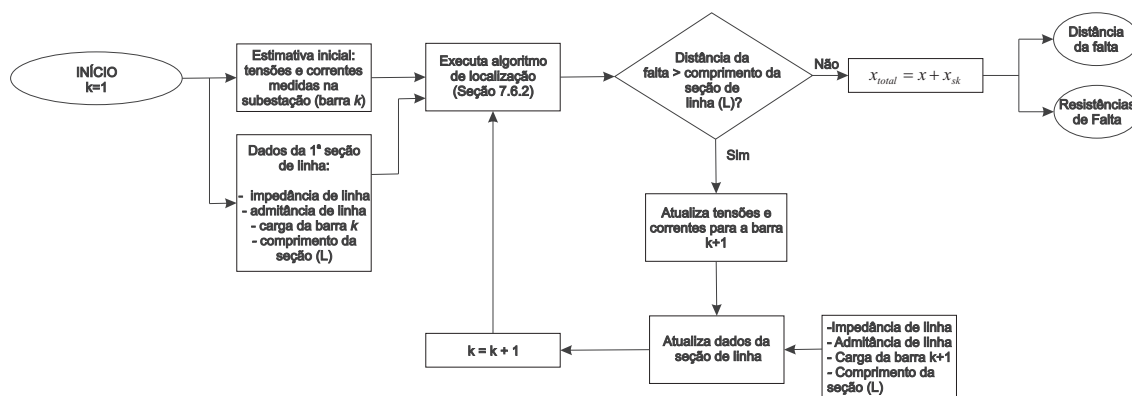 INÍCIO
k=1
Estimativa inicial:
tensões e correntes
medidas na
subestação (barra k)
Dados da 1ª seção
de linha:
- impedância de linha
- admitância de linha
- carga da barra k
- comprimento da
seção (L)
Executa algoritmo
de localização
(Seção 7.6.2)
Distância da
falta > comprimento da
seção de
linha (L)?
Não
x_total = x + x_sk
Distância
da falta
Resistências
de Falta
Sim
Atualiza tensões e
correntes para a barra
k+1
Atualiza dados da
seção de linha
-Impedância de linha
- Admitância de linha
- Carga da barra k+1
- Comprimento da
seção (L)
k = k + 1